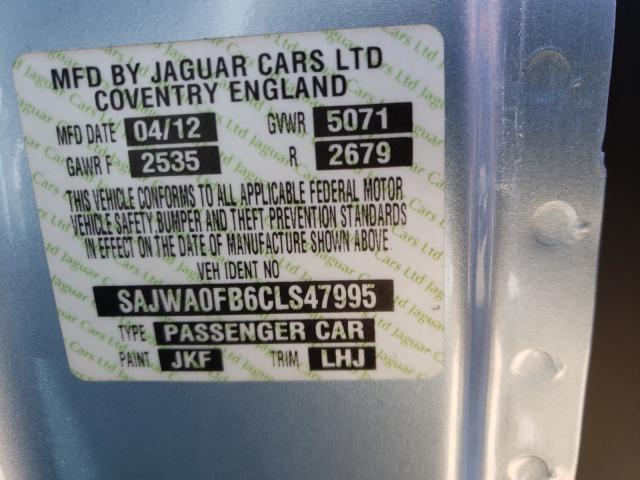 MFD BY JAGUAR CARS LTD
COVENTRY ENGLAND
MFD DATE 04/12 GVWR 5071
GAWR F 2535 R 2679
THIS VEHICLE CONFORMS TO ALL APPLICABLE FEDERAL MOTOR
VEHICLE SAFETY, BUMPER AND THEFT PREVENTION STANDARDS
IN EFFECT ON THE DATE OF MANUFACTURE SHOWN ABOVE.
VEH IDENT NO
SAJWA0FB6CLS47995
TYPE PASSENGER CAR
PAINT JKF TRIM LHJ